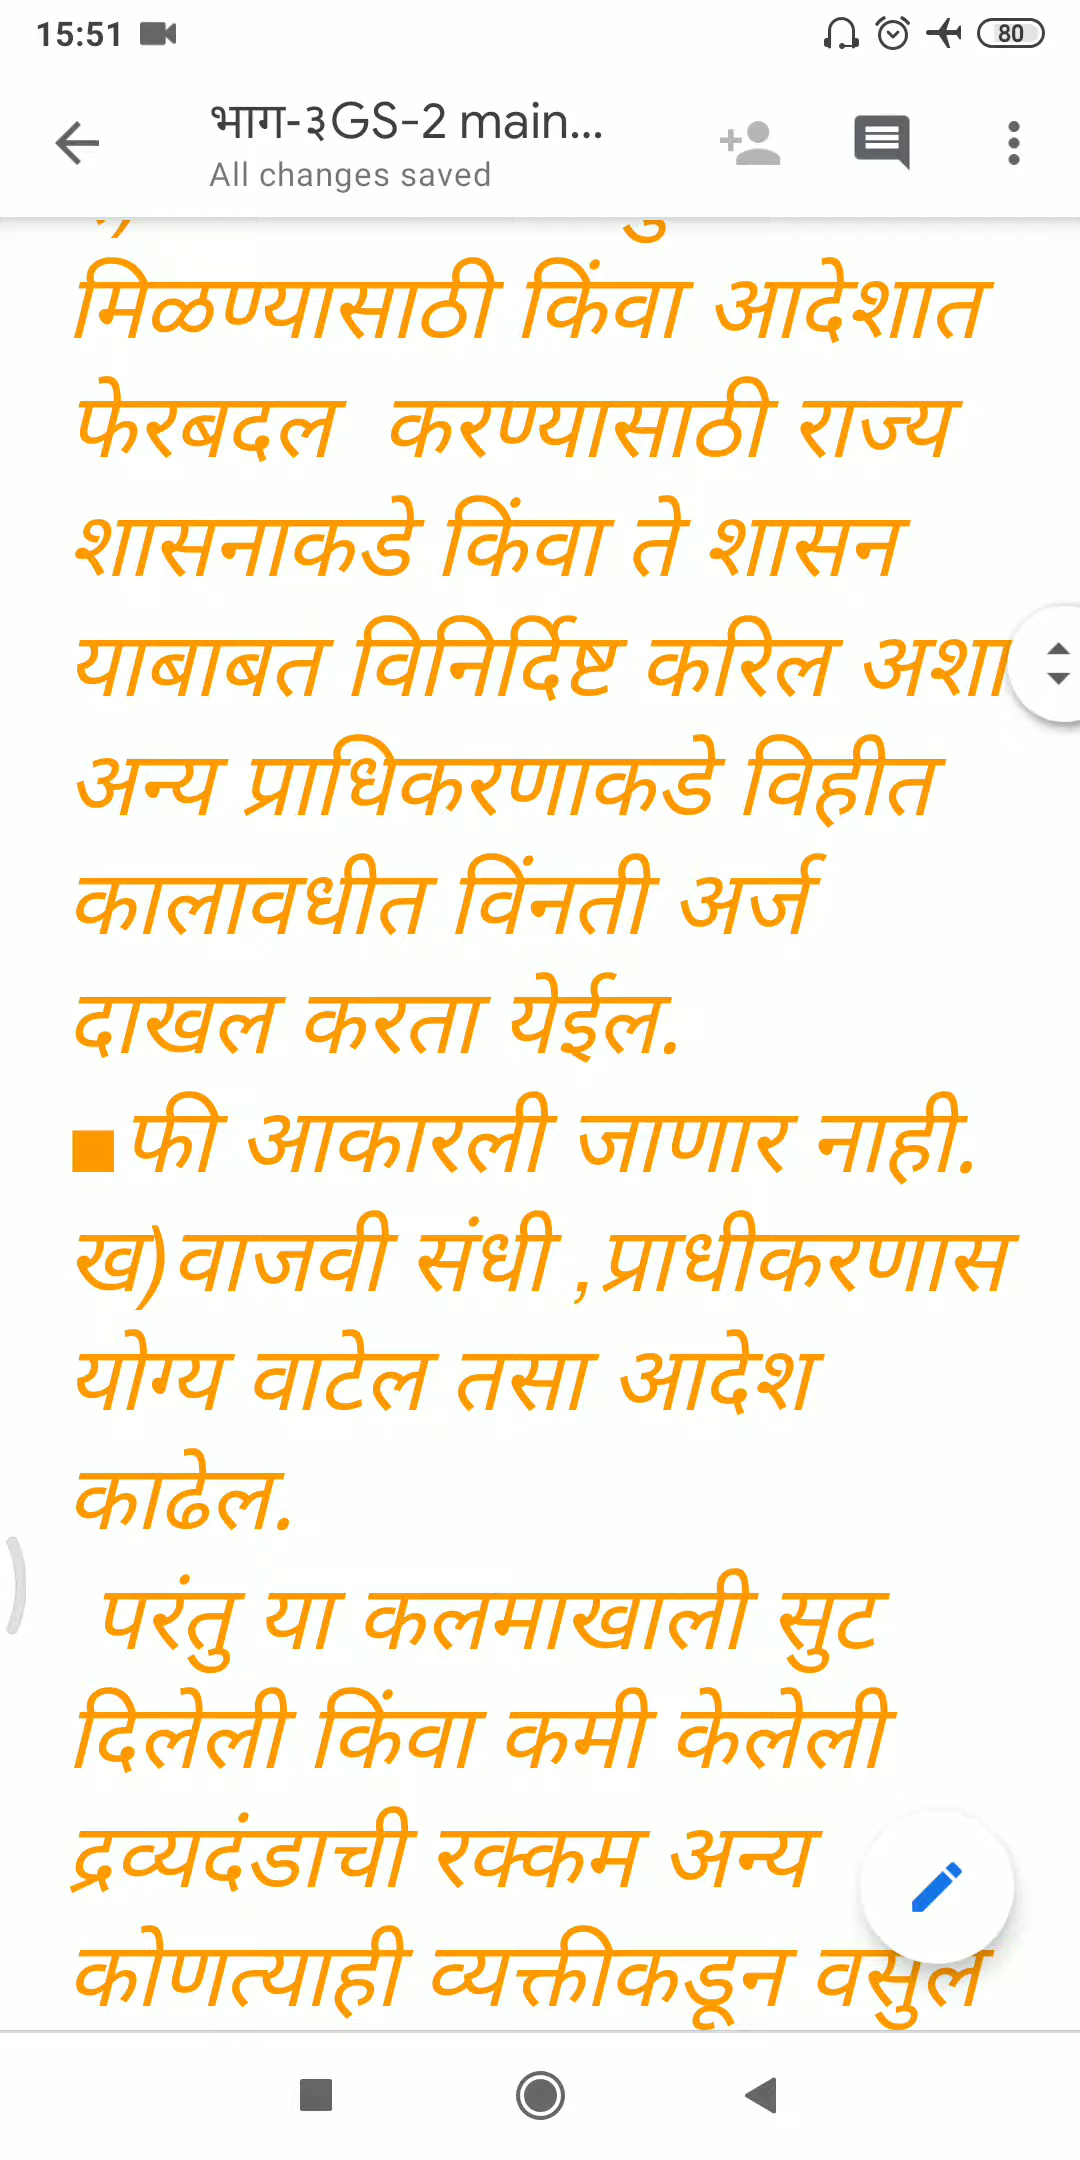 15:51
80
भाग-३GS-2 main...
All changes saved
मिळण्यासाठी किंवा आदेशात
फेरबदल करण्यासाठी राज्य
शासनाकडे किंवा ते शासन
याबाबत विनिर्दिष्ट करिल अशा
अन्य प्राधिकरणाकडे विहीत
कालावधीत विंनती अर्ज
दाखल करता येईल.
■फी आकारली जाणार नाही.
ख)वाजवी संधी ,प्राधीकरणास
योग्य वाटेल तसा आदेश
काढेल.
परंतु या कलमाखाली सुट
दिलेली किंवा कमी केलेली
द्रव्यदंडाची रक्कम अन्य
कोणत्याही व्यक्तीकडून वसुल